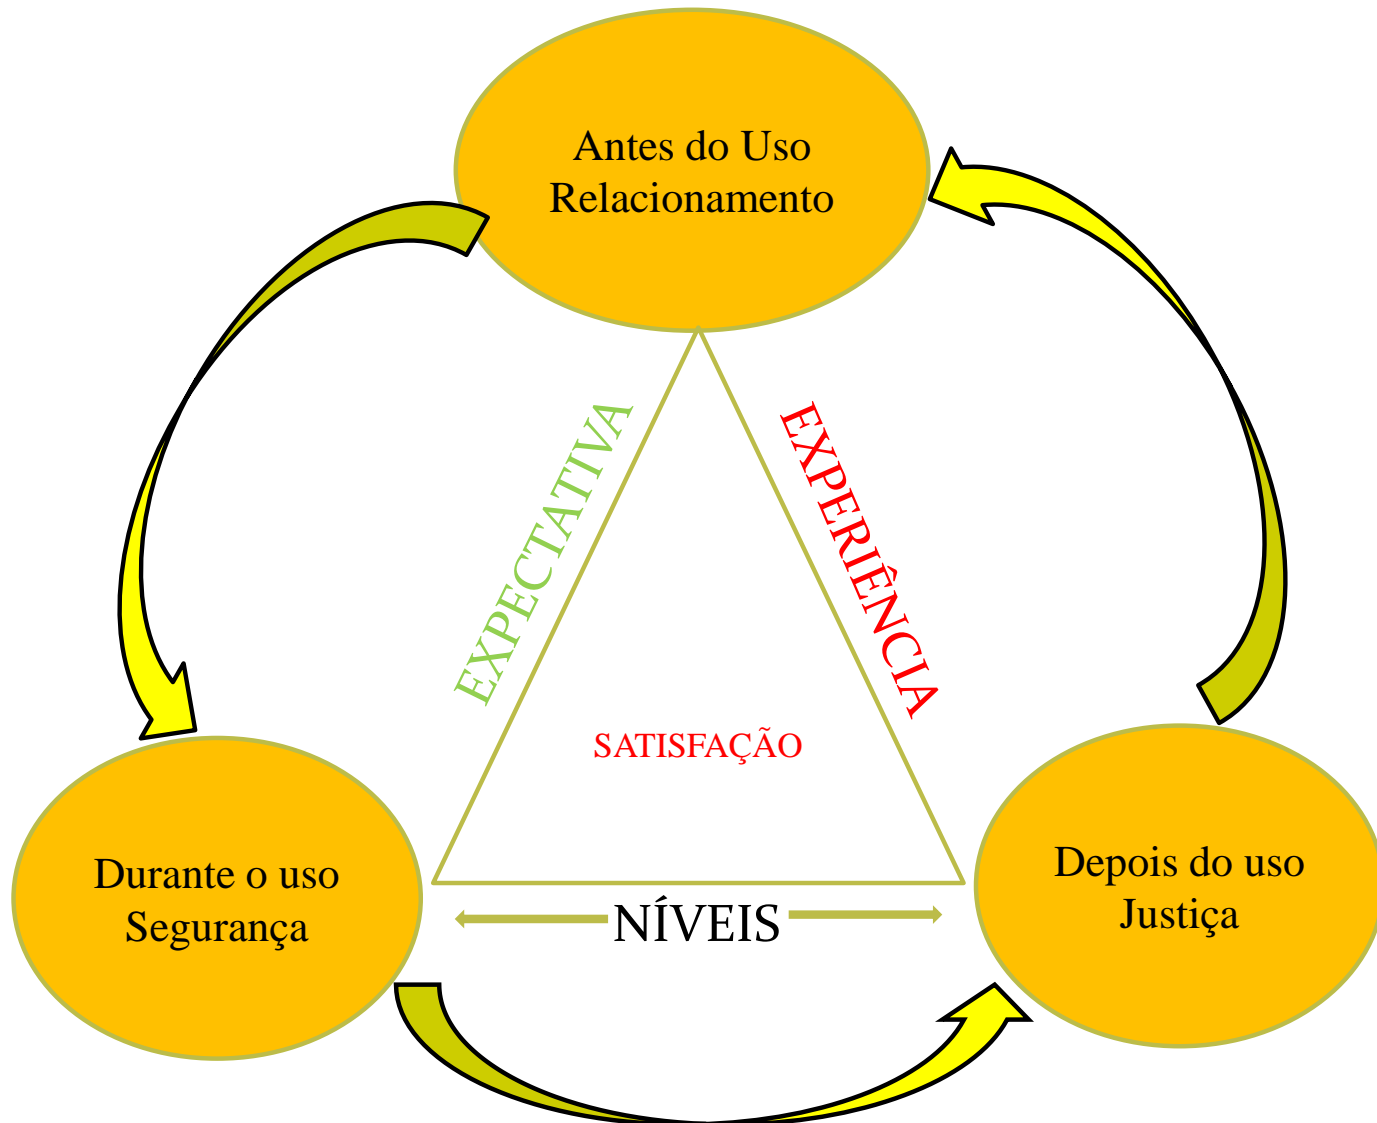 Antes do Uso
Relacionamento
EXPECTATIVA
EXPERIÊNCIA
SATISFAÇÃO
Durante o uso
Segurança
NÍVEIS
Depois do uso
Justiça